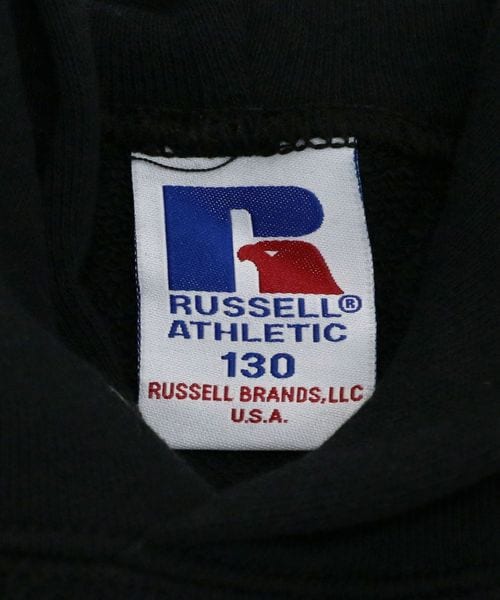 RUSSELL®
ATHLETIC
130
RUSSELL BRANDS,LLC
U.S.A.